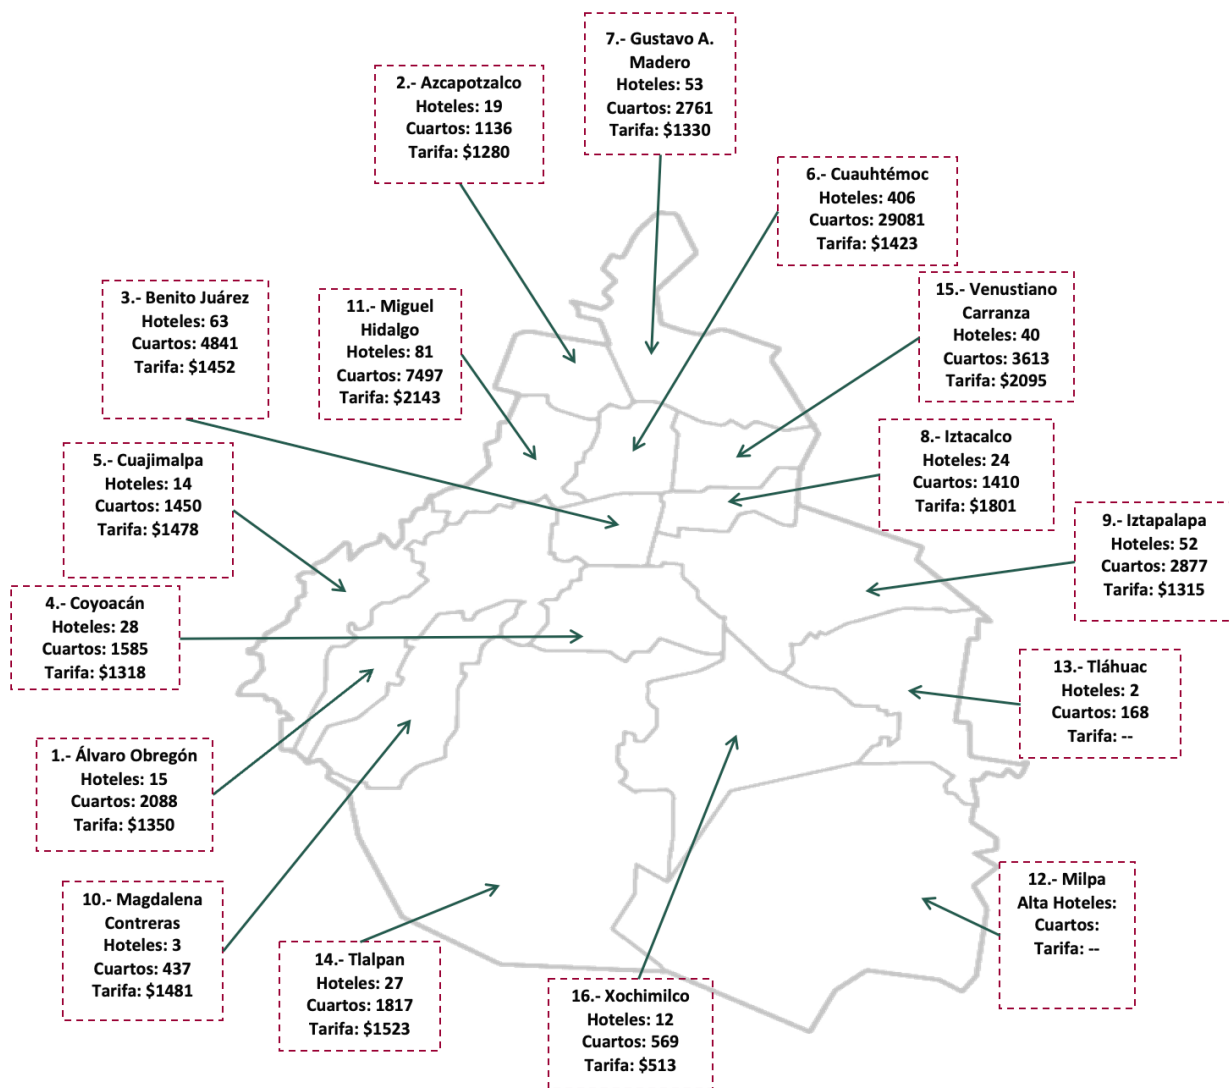 7.- Gustavo A.
Madero
Hoteles: 53
Cuartos: 2761
Tarifa: $1330
2.- Azcapotzalco
Hoteles: 19
Cuartos: 1136
Tarifa: $1280
6.- Cuauhtémoc
Hoteles: 406
Cuartos: 29081
Tarifa: $1423
3.- Benito Juárez
Hoteles: 63
Cuartos: 4841
Tarifa: $1452
11.- Miguel
Hidalgo
Hoteles: 81
Cuartos: 7497
Tarifa: $2143
15.- Venustiano
Carranza
Hoteles: 40
Cuartos: 3613
Tarifa: $2095
5.- Cuajimalpa
Hoteles: 14
Cuartos: 1450
Tarifa: $1478
8.- Iztacalco
Hoteles: 24
Cuartos: 1410
Tarifa: $1801
9.- Iztapalapa
Hoteles: 52
Cuartos: 2877
Tarifa: $1315
4.- Coyoacán
Hoteles: 28
Cuartos: 1585
Tarifa: $1318
13.- Tláhuac
Hoteles: 2
Cuartos: 168
Tarifa: --
1.- Álvaro Obregón
Hoteles: 15
Cuartos: 2088
Tarifa: $1350
10.- Magdalena
Contreras
Hoteles: 3
Cuartos: 437
Tarifa: $1481
12.- Milpa
Alta Hoteles:
Cuartos:
Tarifa: --
14.- Tlalpan
Hoteles: 27
Cuartos: 1817
Tarifa: $1523
16.- Xochimilco
Hoteles: 12
Cuartos: 569
Tarifa: $513